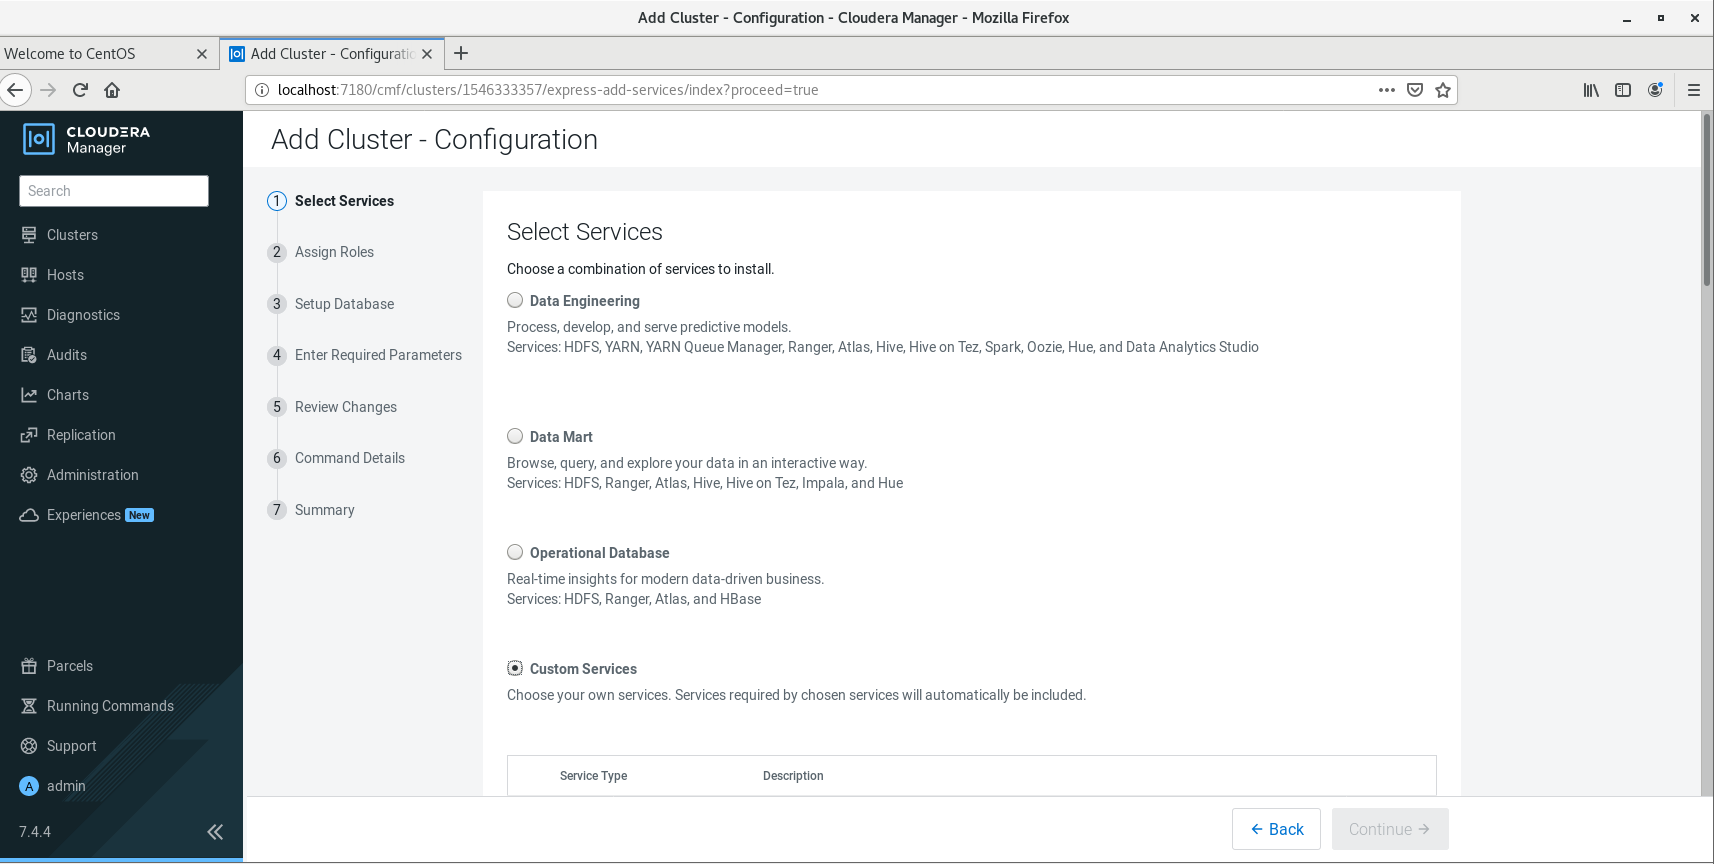 Add Cluster - Configuration - Cloudera Manager - Mozilla Firefox
Welcome to CentOS
Add Cluster - Configuratio
localhost:7180/cmf/clusters/1546333357/express-add-services/index?proceed=true
CLOUDERA
Manager
Search
Clusters
Hosts
Diagnostics
Audits
Charts
Replication
Administration
Experiences New
Parcels
Running Commands
Support
A admin
7.4.4
Add Cluster - Configuration
1 Select Services
2 Assign Roles
3 Setup Database
4 Enter Required Parameters
5 Review Changes
6 Command Details
7 Summary
Select Services
Choose a combination of services to install.
Data Engineering
Process, develop, and serve predictive models.
Services: HDFS, YARN, YARN Queue Manager, Ranger, Atlas, Hive, Hive on Tez, Spark, Oozie, Hue, and Data Analytics Studio
Data Mart
Browse, query, and explore your data in an interactive way.
Services: HDFS, Ranger, Atlas, Hive, Hive on Tez, Impala, and Hue
Operational Database
Real-time insights for modern data-driven business.
Services: HDFS, Ranger, Atlas, and HBase
Custom Services
Choose your own services. Services required by chosen services will automatically be included.
Service Type Description
Back
Continue